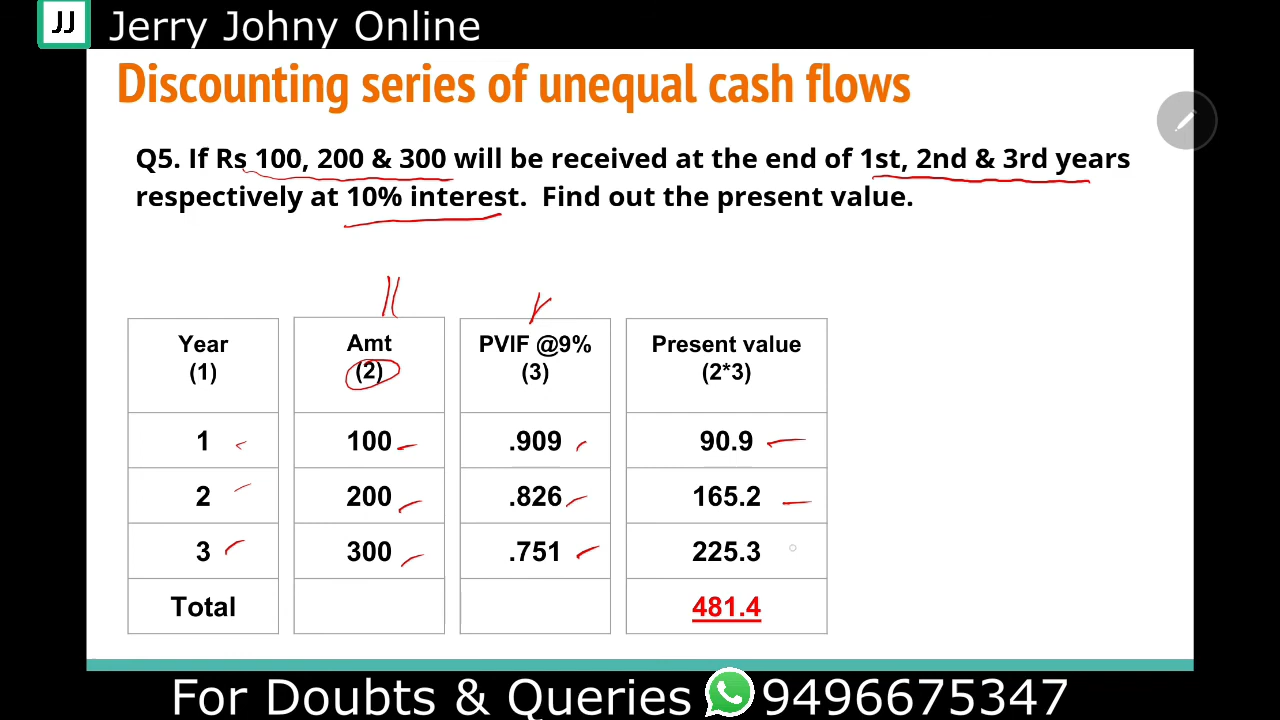 JJ Jerry Johny Online
Discounting series of unequal cash flows
Q5. If Rs 100, 200 & 300 will be received at the end of 1st, 2nd & 3rd years
respectively at 10% interest. Find out the present value.
Year Amt PVIF @9% Present value
(1) (2) (3) (2*3)
1 100 .909 90.9
2 200 .826 165.2
3 300 .751 225.3
Total 481.4
For Doubts & Queries 9496675347